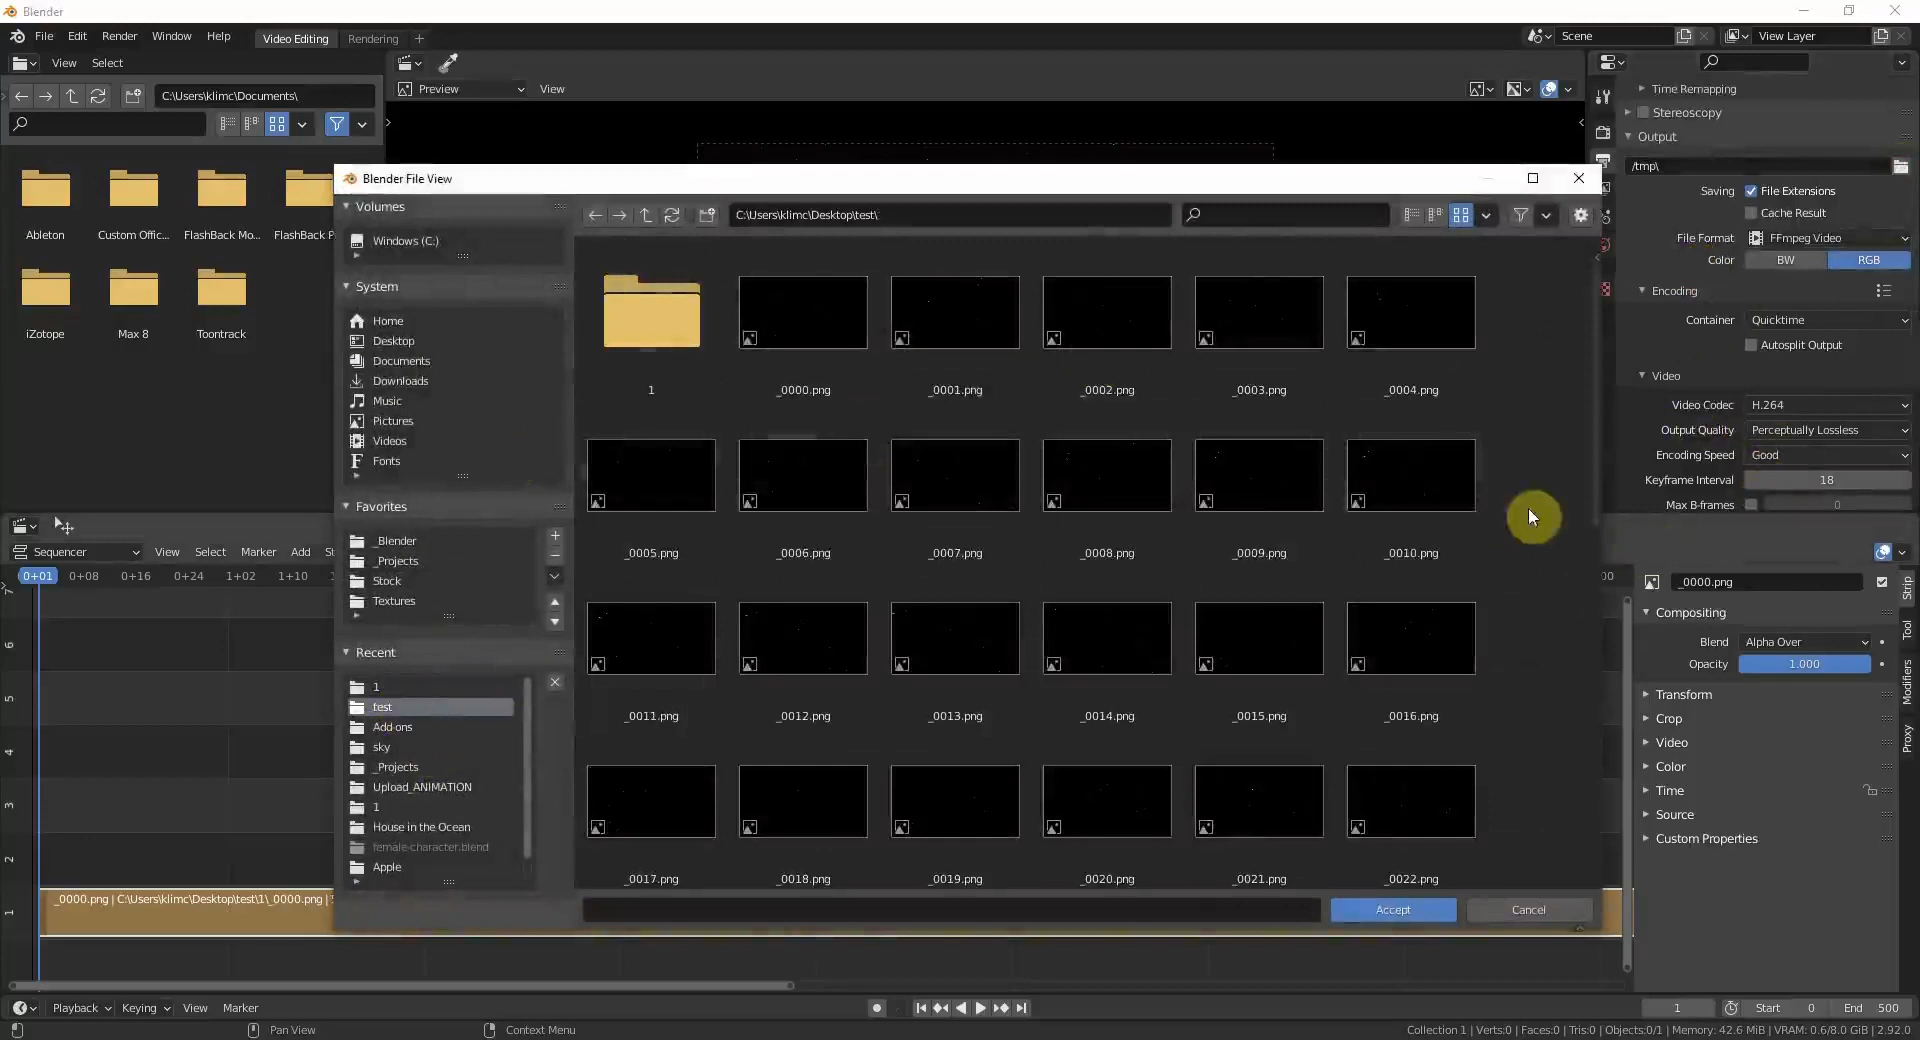 Blender
File Edit Render Window Help Video Editing Rendering + Scene View Layer
View Select
C:\Users\klimc\Documents\
Preview View
Ableton Custom Offic... FlashBack Mo... FlashBack P
iZotope Max 8 Toontrack
Blender File View
Volumes
Windows (C:)
System
Home
Desktop
Documents
Downloads
Music
Pictures
Videos
Fonts
Favorites
_Blender
_Projects
Stock
Textures
Recent
1
test
Add-ons
sky
_Projects
Upload_ANIMATION
1
House in the Ocean
female-character.blend
Apple
C:\Users\klimc\Desktop\test\
1 _0000.png _0001.png _0002.png _0003.png _0004.png
_0005.png _0006.png _0007.png _0008.png _0009.png _0010.png
_0011.png _0012.png _0013.png _0014.png _0015.png _0016.png
_0017.png _0018.png _0019.png _0020.png _0021.png _0022.png
Accept Cancel
Time Remapping
Stereoscopy
Output
/tmp\
Saving File Extensions
Cache Result
File Format FFmpeg Video
Color BW RGB
Encoding
Container Quicktime
Autosplit Output
Video
Video Codec H.264
Output Quality Perceptually Lossless
Encoding Speed Good
Keyframe Interval 18
Max B-frames 0
Sequencer View Select Marker Add St
0+01 0+08 0+16 0+24 1+02 1+10 1
00
7
6
5
4
3
2
1
_0000.png | C:\Users\klimc\Desktop\test\1\_0000.png |
_0000.png
Compositing
Blend Alpha Over
Opacity 1.000
Transform
Crop
Video
Color
Time
Source
Custom Properties
Strip
Tool
Modifiers
Proxy
Playback Keying View Marker 1 Start 0 End 500
Pan View Context Menu Collection 1 | Verts:0 | Faces:0 | Tris:0 | Objects:0/1 | Memory: 42.6 MiB | VRAM: 0.6/8.0 GiB | 2.92.0